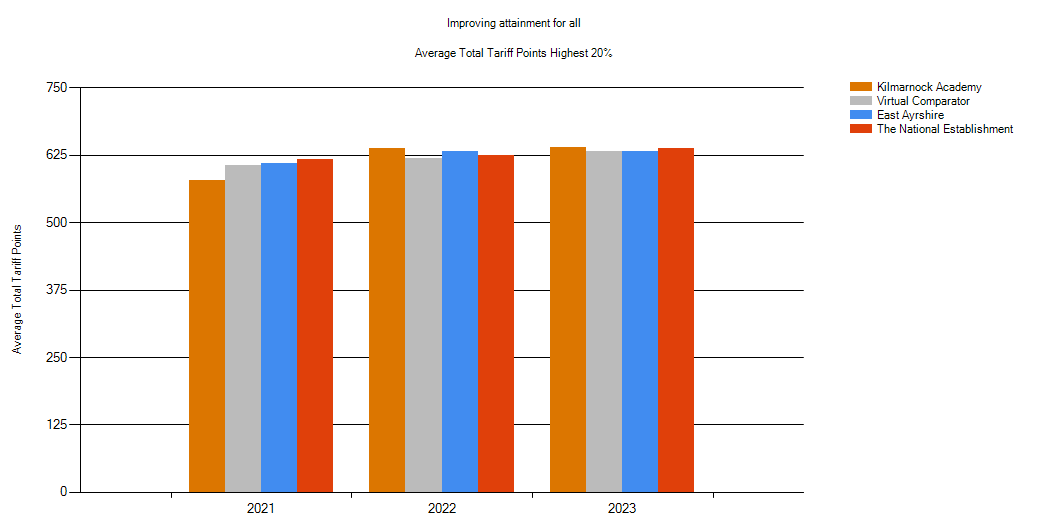 Improving attainment for all
Average Total Tariff Points Highest 20%
Kilmarnock Academy
Virtual Comparator
East Ayrshire
The National Establishment
Average Total Tariff Points
750
625
500
375
250
125
0
2021 2022 2023